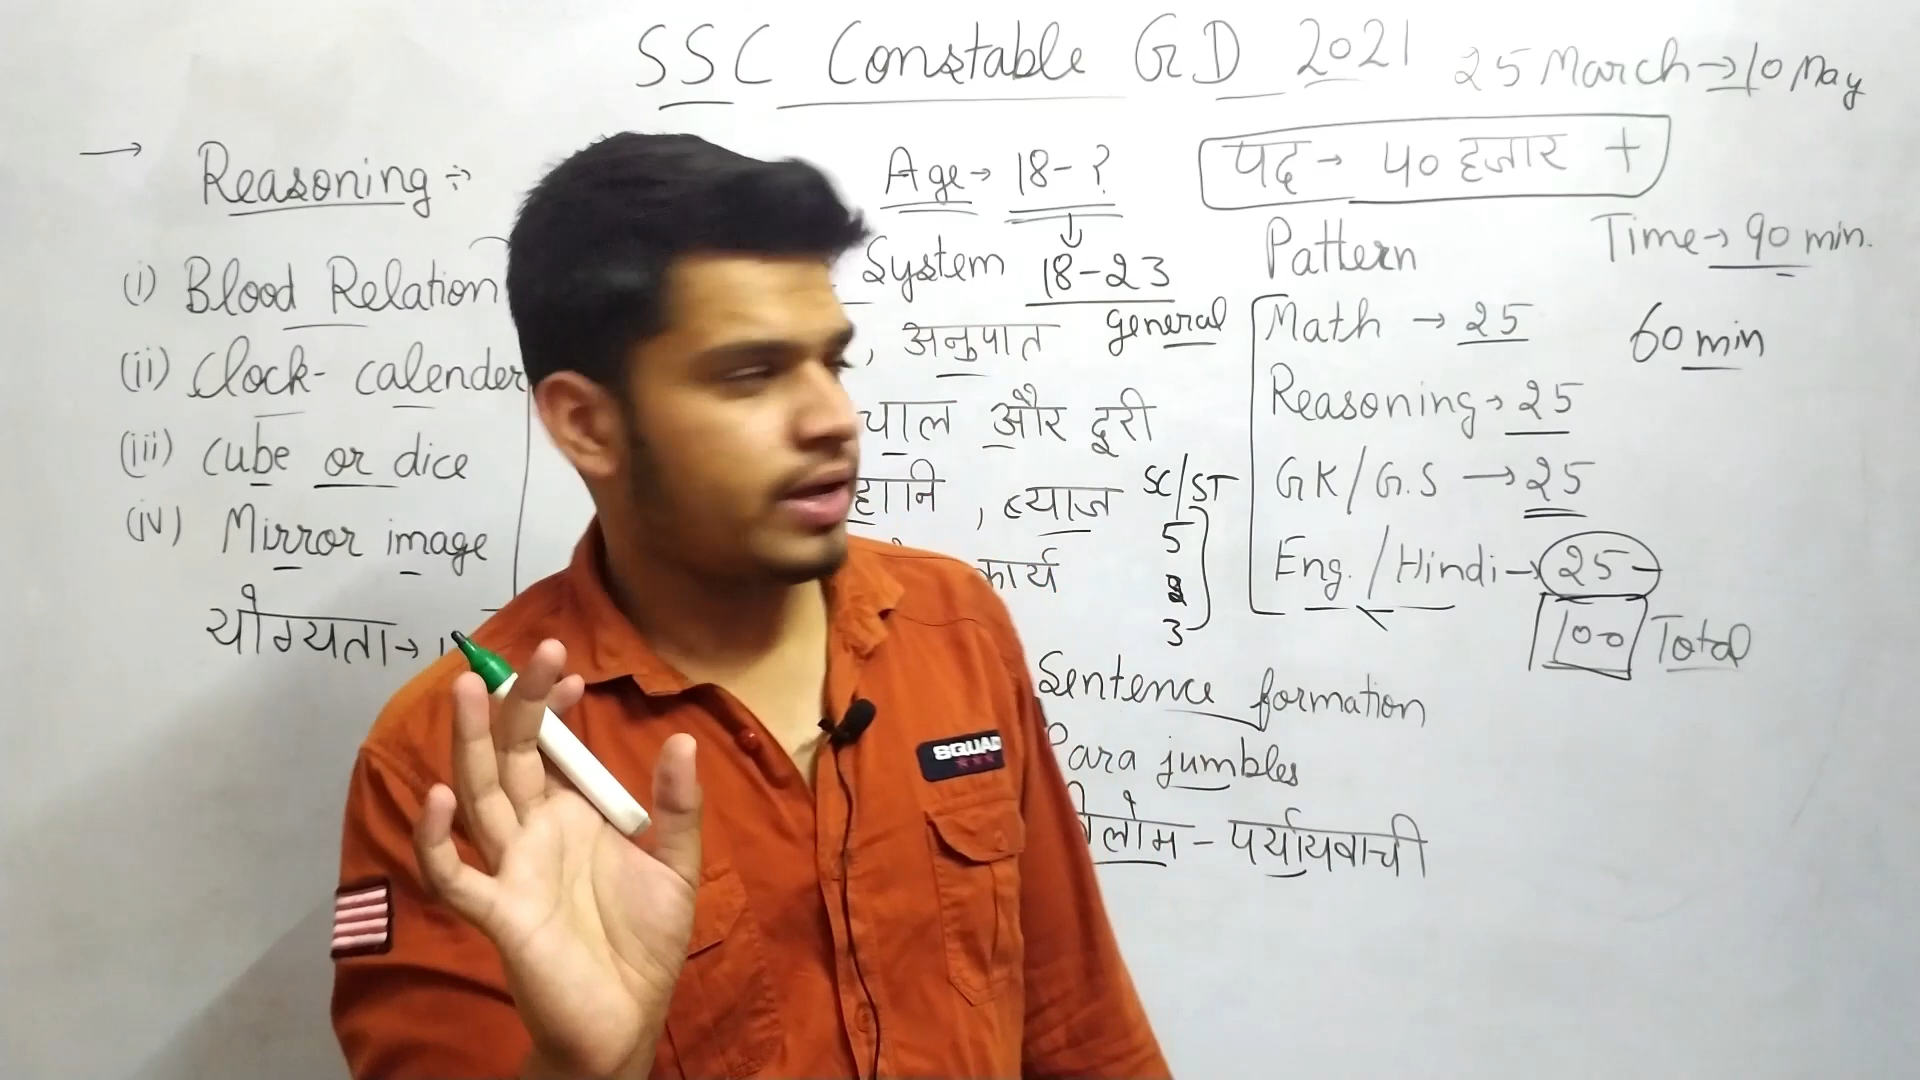 SSC Constable GD 2021 25 March → 10 May
→ Reasoning :-
(i) Blood Relation
(ii) Clock- calender
(iii) cube or dice
(iv) Mirror image
योग्यता →
Age → 18-?
System 18-23
, अनुपात general
चाल और दूरी
हानि , ब्याज SC/ST
5
कार्य
3
Sentence formation
Para jumbles
विलोम - पर्यायवाची
पद → 40 हजार +
Pattern Time → 90 min.
Math → 25 60 min
Reasoning → 25
GK/G.S → 25
Eng. / Hindi → 25
100 Total
SQUAD